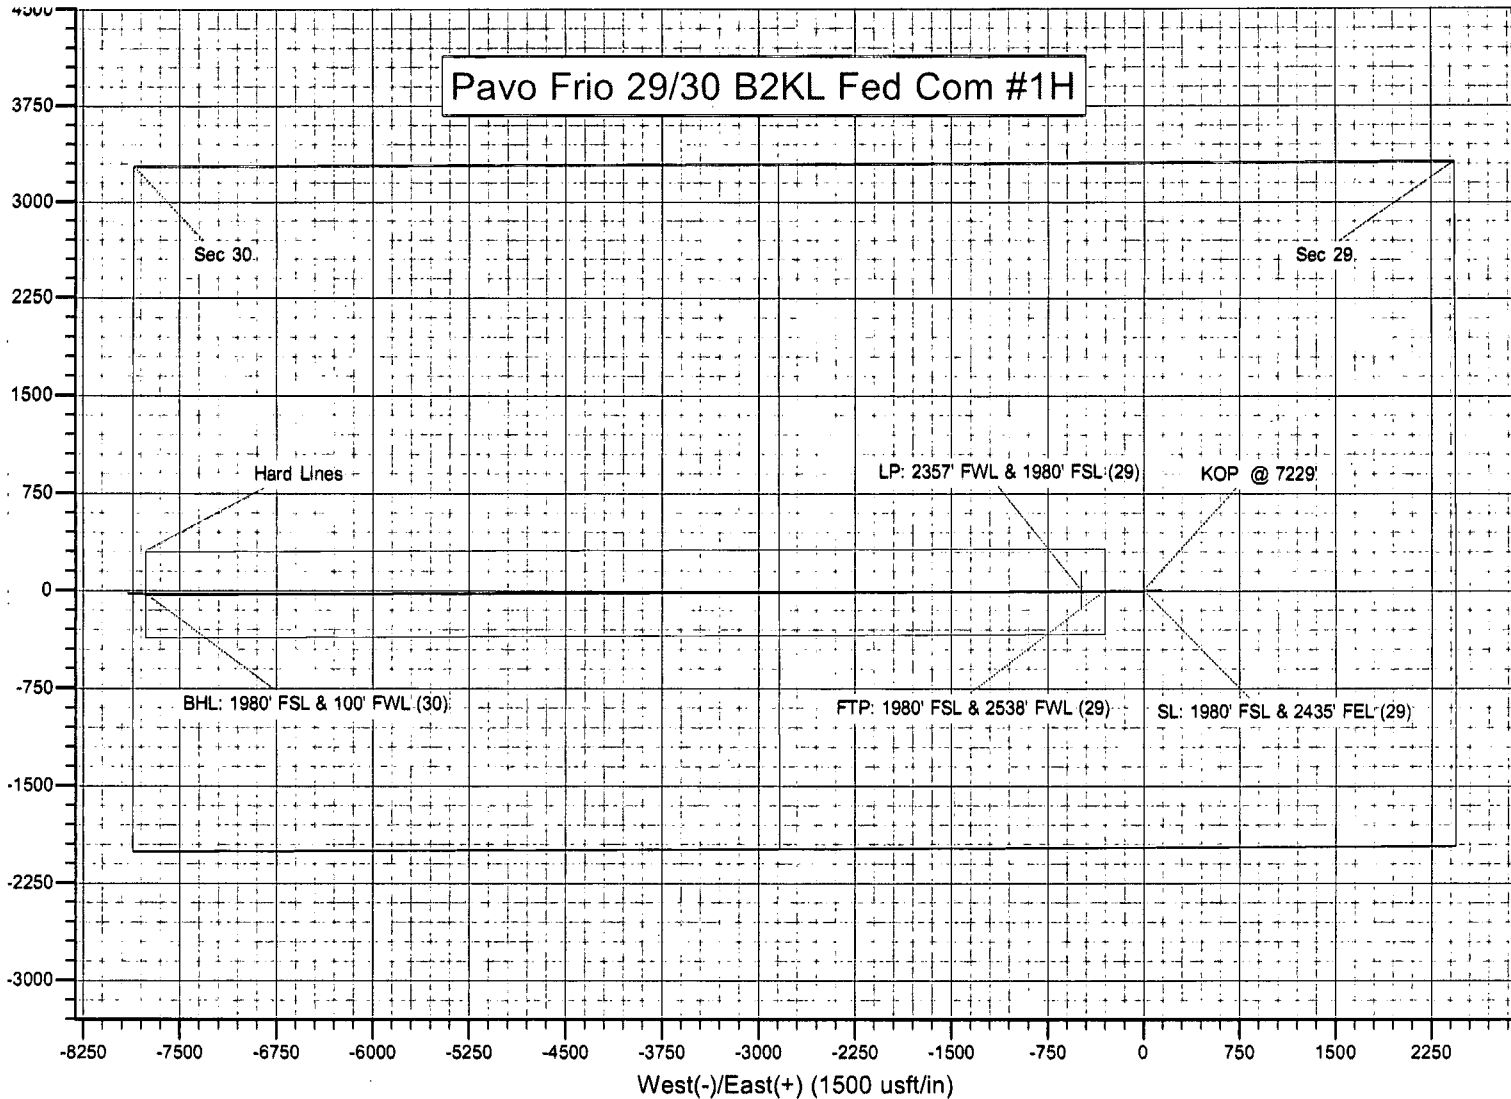 4500
Pavo Frio 29/30 B2KL Fed Com #1H
3750
3000
Sec 30
Sec 29
2250
1500
Hard Lines
LP: 2357' FWL & 1980' FSL (29)
KOP @ 7229'
750
0
-750
BHL: 1980' FSL & 100' FWL (30)
FTP: 1980' FSL & 2538' FWL (29)
SL: 1980' FSL & 2435' FEL (29)
-1500
-2250
-3000
-8250 -7500 -6750 -6000 -5250 -4500 -3750 -3000 -2250 -1500 -750 0 750 1500 2250
West(-)/East(+) (1500 usft/in)